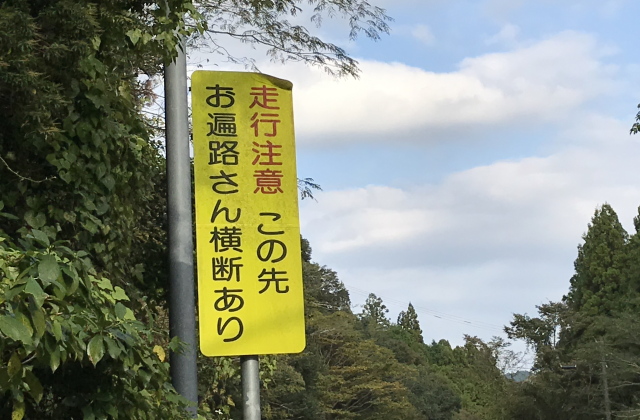 走行注意 この先
お遍路さん横断あり